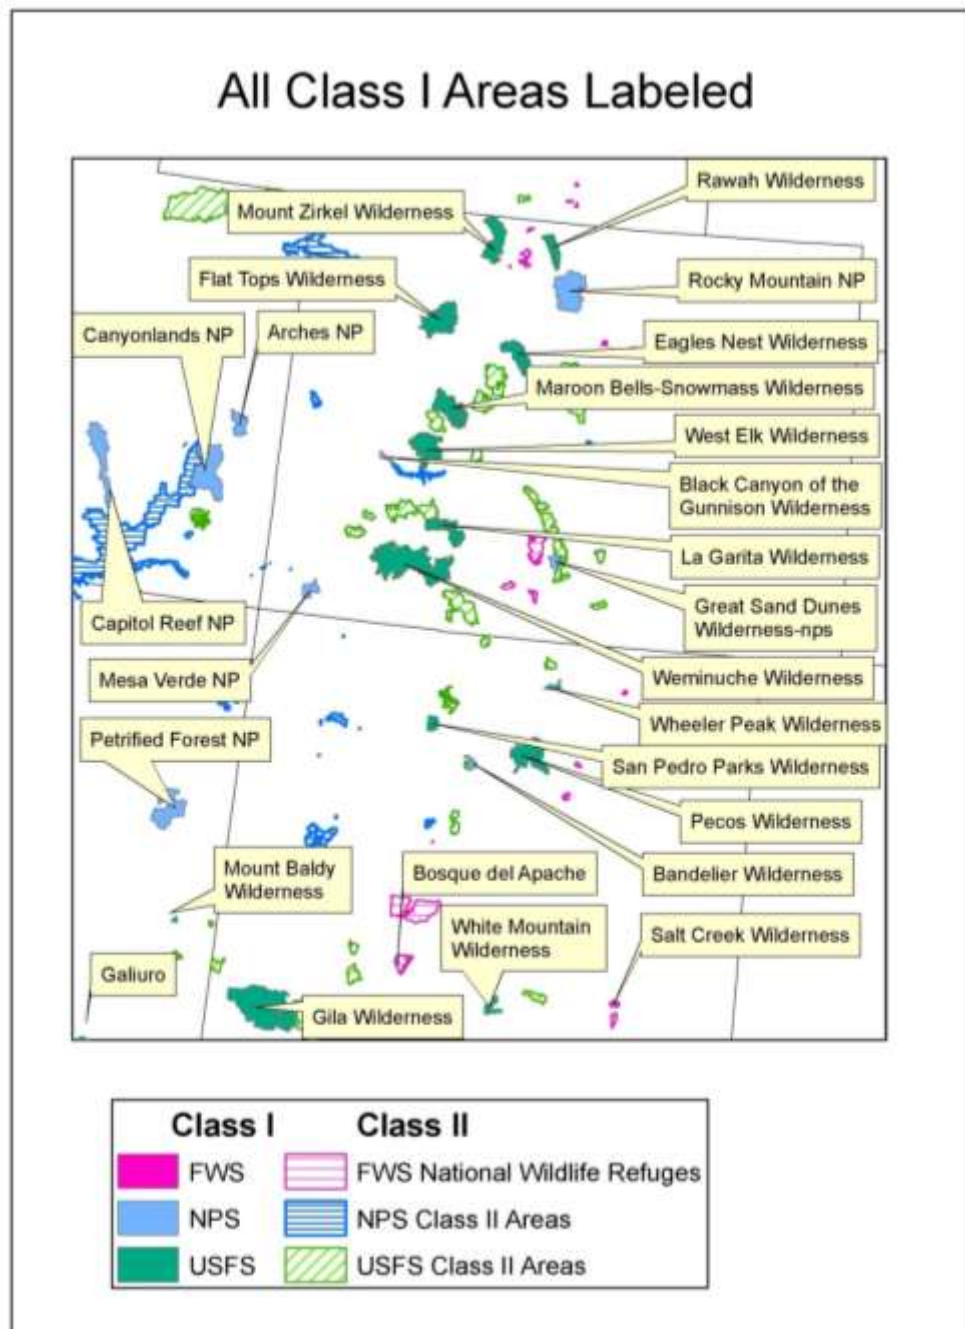 All Class I Areas Labeled
Rawah Wilderness
Mount Zirkel Wilderness
Flat Tops Wilderness
Rocky Mountain NP
Canyonlands NP
Arches NP
Eagles Nest Wilderness
Maroon Bells-Snowmass Wilderness
West Elk Wilderness
Black Canyon of the
Gunnison Wilderness
La Garita Wilderness
Great Sand Dunes
Wilderness-nps
Capitol Reef NP
Mesa Verde NP
Weminuche Wilderness
Wheeler Peak Wilderness
Petrified Forest NP
San Pedro Parks Wilderness
Pecos Wilderness
Mount Baldy
Wilderness
Bosque del Apache
Bandelier Wilderness
White Mountain
Wilderness
Salt Creek Wilderness
Galiuro
Gila Wilderness
Class I
Class II
FWS
FWS National Wildlife Refuges
NPS
NPS Class II Areas
USFS
USFS Class II Areas